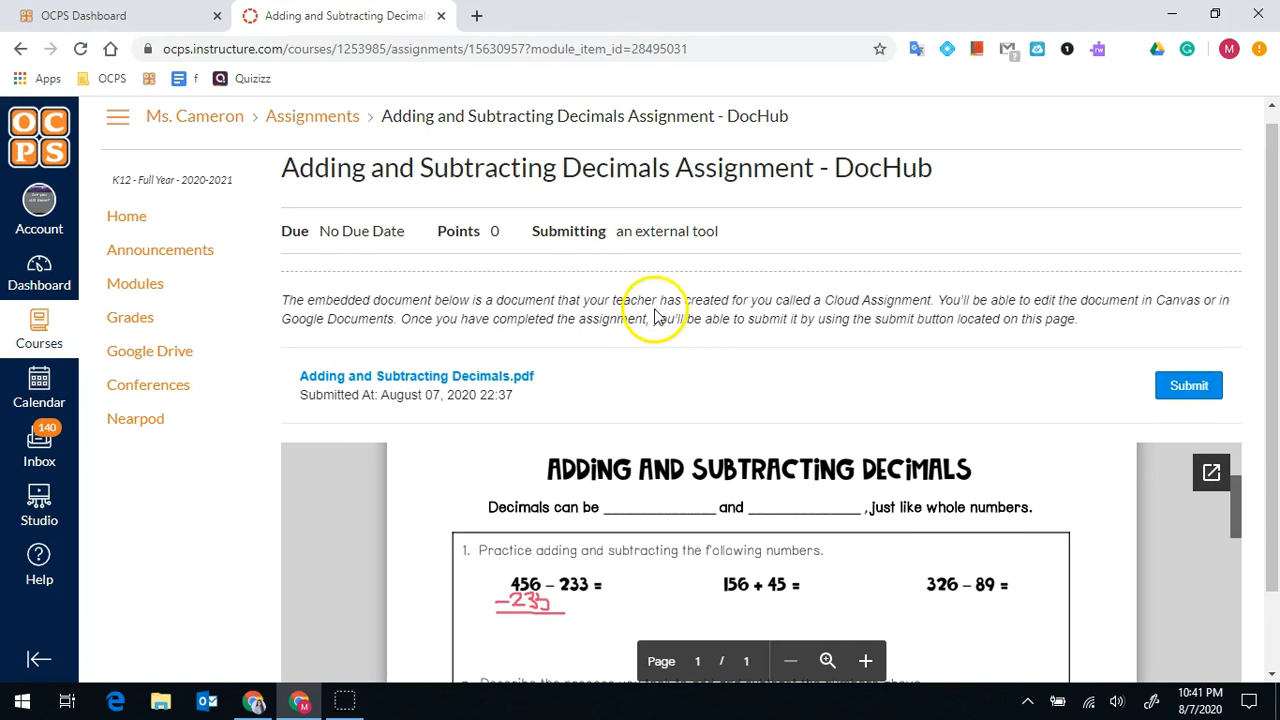 OCPS Dashboard
Adding and Subtracting Decimals
ocps.instructure.com/courses/1253985/assignments/15630957?module_item_id=28495031
M
Apps
OCPS
f
Quizizz
OC
PS
Account
Dashboard
Courses
Calendar
140
Inbox
Studio
Help
Ms. Cameron > Assignments > Adding and Subtracting Decimals Assignment - DocHub
K12 - Full Year - 2020-2021
Home
Announcements
Modules
Grades
Google Drive
Conferences
Nearpod
Adding and Subtracting Decimals Assignment - DocHub
Due No Due Date Points 0 Submitting an external tool
The embedded document below is a document that your teacher has created for you called a Cloud Assignment. You'll be able to edit the document in Canvas or in
Google Documents. Once you have completed the assignment, you'll be able to submit it by using the submit button located on this page.
Adding and Subtracting Decimals.pdf
Submitted At: August 07, 2020 22:37
Submit
ADDING AND SUBTRACTING DECIMALS
Decimals can be _______________ and _______________, just like whole numbers.
1. Practice adding and subtracting the following numbers.
456 – 233 = 156 + 45 = 326 – 89 =
-233
Page 1 / 1
10:41 PM
8/7/2020